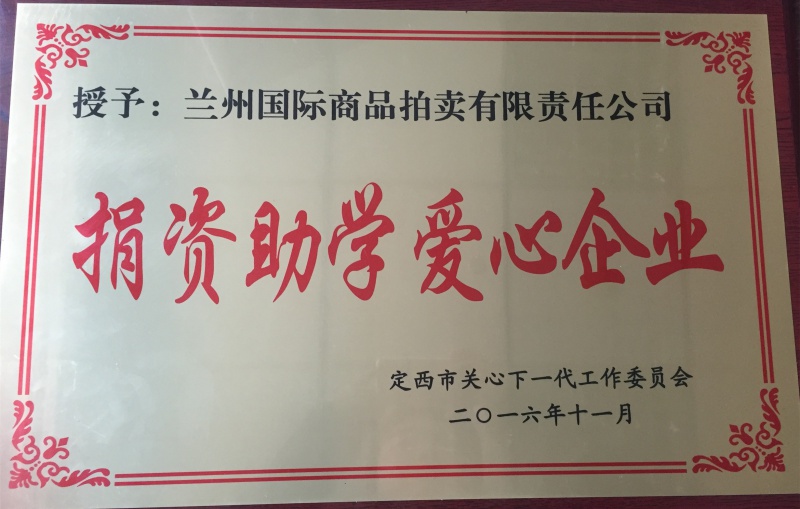 授予：兰州国际商品拍卖有限责任公司
捐资助学爱心企业
定西市关心下一代工作委员会
二〇一六年十一月